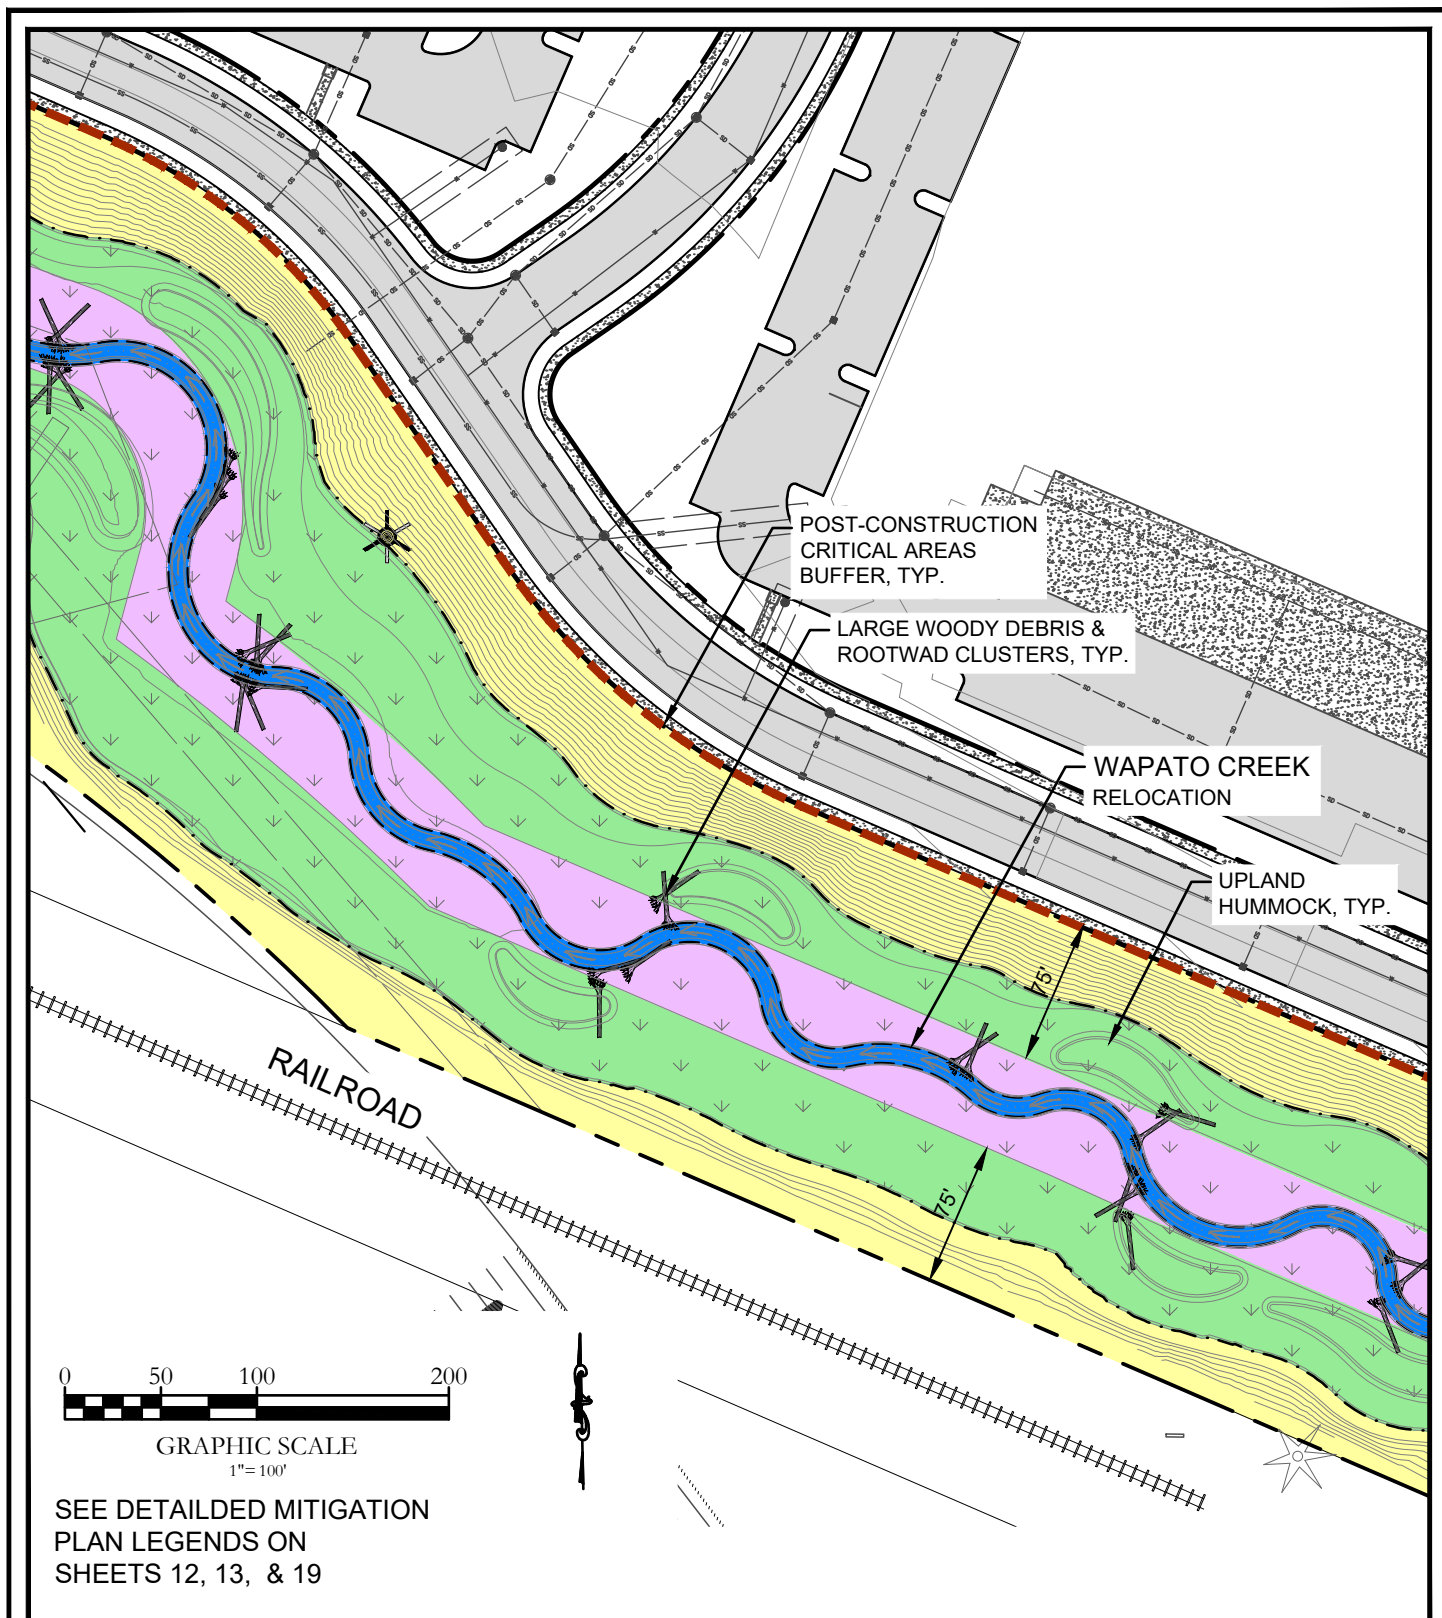 POST-CONSTRUCTION
CRITICAL AREAS
BUFFER, TYP.
LARGE WOODY DEBRIS &
ROOTWAD CLUSTERS, TYP.
WAPATO CREEK
RELOCATION
UPLAND
HUMMOCK, TYP.
75'
75'
RAILROAD
0 50 100 200
GRAPHIC SCALE
1"= 100'
SEE DETAILDED MITIGATION
PLAN LEGENDS ON
SHEETS 12, 13, & 19